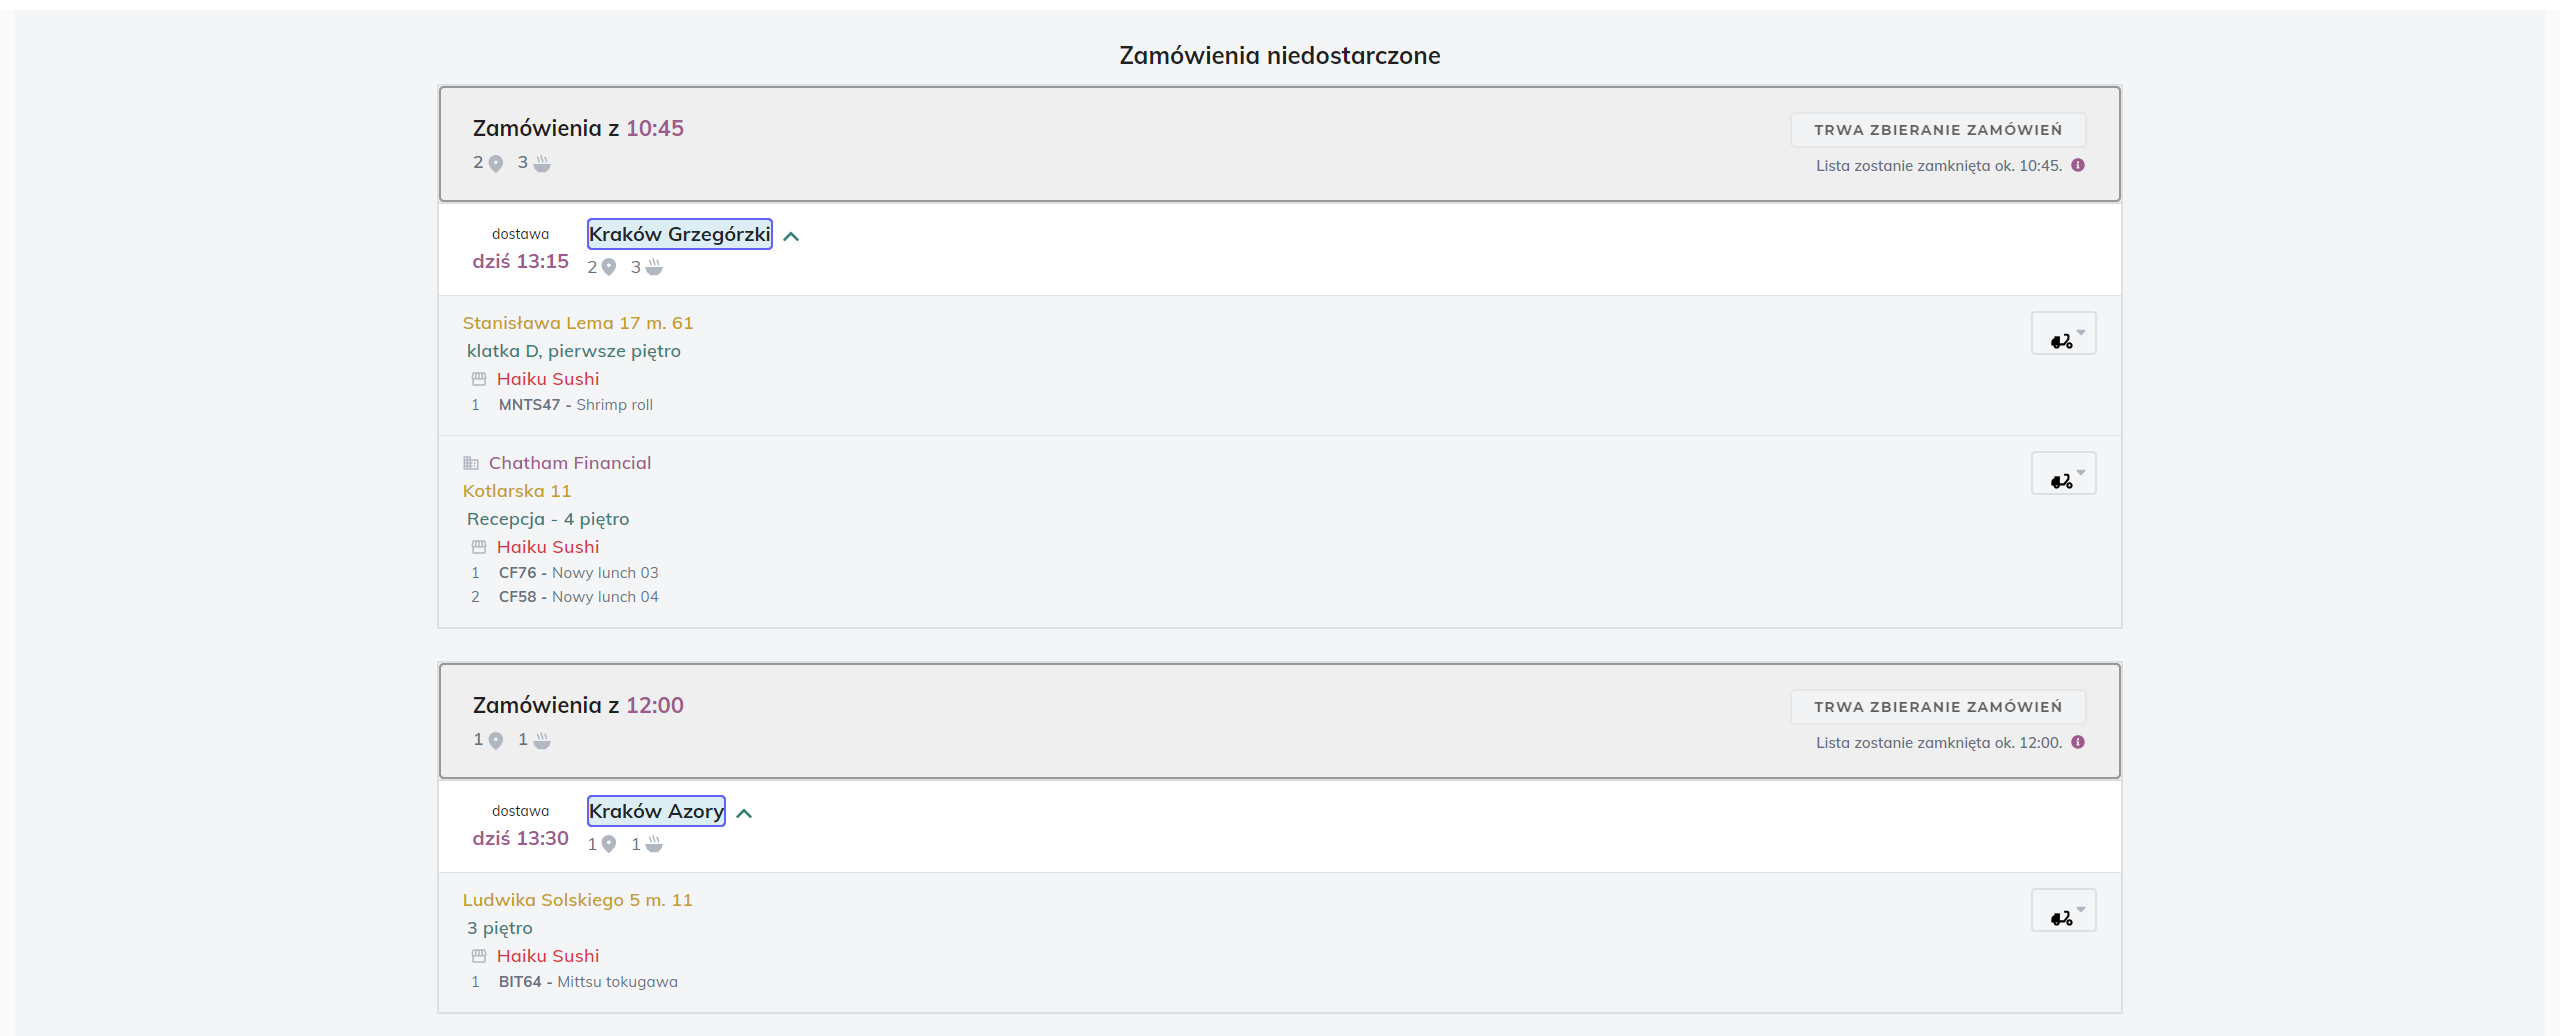 Zamówienia niedostarczone
Zamówienia z 10:45
2 3
TRWA ZBIERANIE ZAMÓWIEŃ
Lista zostanie zamknięta ok. 10:45.
dostawa
dziś 13:15
Kraków Grzegórzki
2 3
Stanisława Lema 17 m. 61
klatka D, pierwsze piętro
Haiku Sushi
1 MNTS47 - Shrimp roll
Chatham Financial
Kotlarska 11
Recepcja - 4 piętro
Haiku Sushi
1 CF76 - Nowy lunch 03
2 CF58 - Nowy lunch 04
Zamówienia z 12:00
1 1
TRWA ZBIERANIE ZAMÓWIEŃ
Lista zostanie zamknięta ok. 12:00.
dostawa
dziś 13:30
Kraków Azory
1 1
Ludwika Solskiego 5 m. 11
3 piętro
Haiku Sushi
1 BIT64 - Mittsu tokugawa